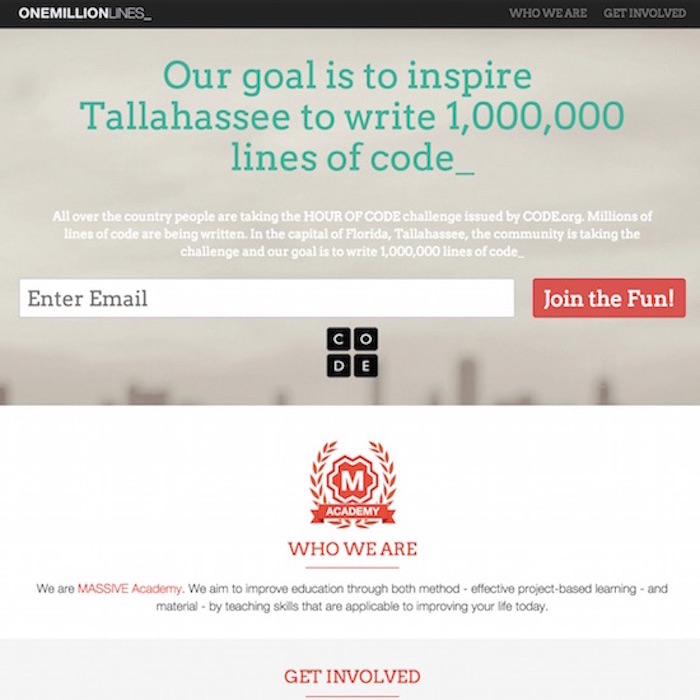 ONEMILLIONLINES_
WHO WE ARE GET INVOLVED
Our goal is to inspire
Tallahassee to write 1,000,000
lines of code_
All over the country people are taking the HOUR OF CODE challenge issued by CODE.org. Millions of
lines of code are being written. In the capital of Florida, Tallahassee, the community is taking the
challenge and our goal is to write 1,000,000 lines of code_
Enter Email
Join the Fun!
C O
D E
M
ACADEMY
WHO WE ARE
We are MASSIVE Academy. We aim to improve education through both method - effective project-based learning - and
material - by teaching skills that are applicable to improving your life today.
GET INVOLVED